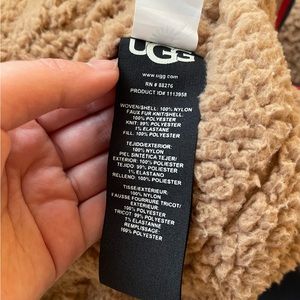 UGG
www.ugg.com
RN # 88276
PRODUCT ID# 1113958
WOVEN/SHELL: 100% NYLON
FAUX FUR KNIT/SHELL:
100% POLYESTER
KNIT: 99% POLYESTER
1% ELASTANE
FILL: 100% POLYESTER
TEJIDO/EXTERIOR:
100% NYLON
PIEL SINTETICA TEJER/
EXTERIOR: 100% POLYESTER
TEJIDO: 99% POLYESTER
1% ELASTANO
RELLENO: 100% POLYESTER
TISSE/EXTERIEUR:
100% NYLON
FAUSSE FOURRURE TRICOT/
EXTERIEUR:
100% POLYESTER
TRICOT: 99% POLYESTER
1% ELASTANE
REMPLISSAGE:
100% POLYESTER